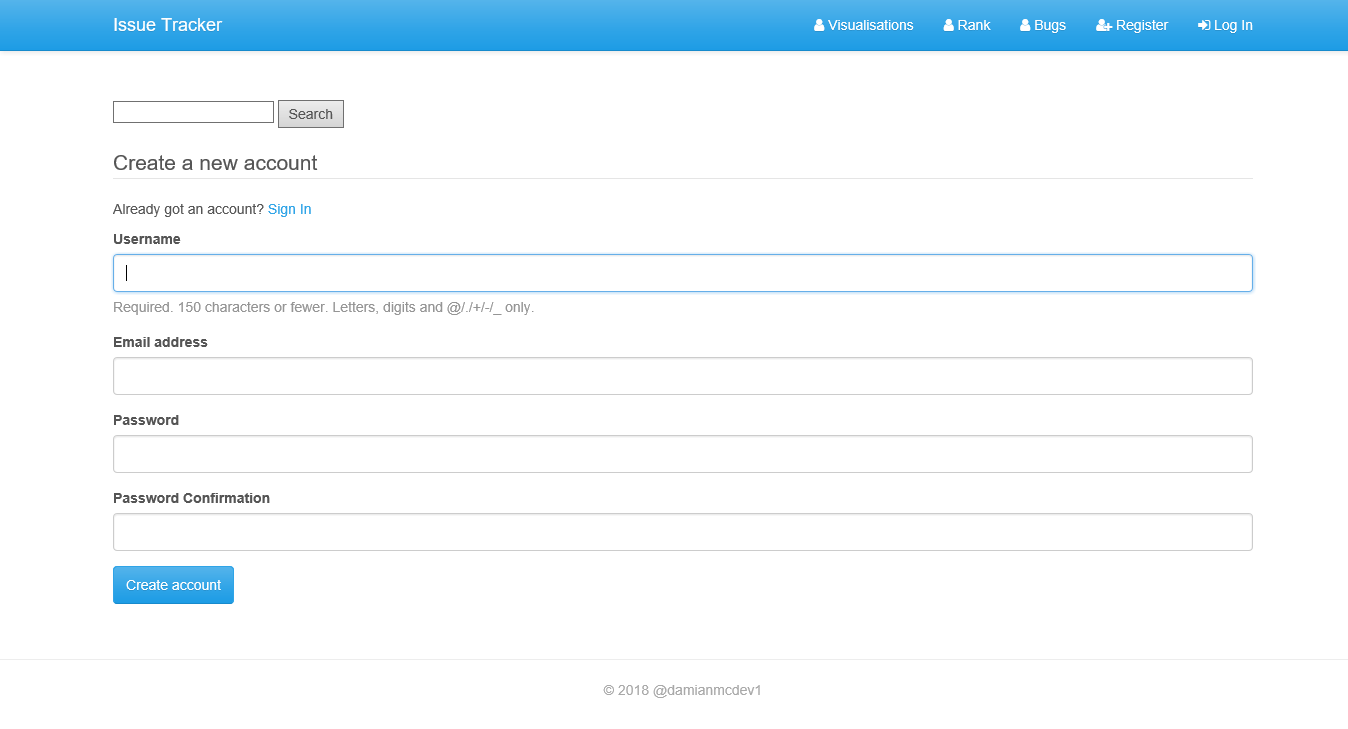 Issue Tracker Visualisations Rank Bugs Register Log In
Search
Create a new account
Already got an account? Sign In
Username
Required. 150 characters or fewer. Letters, digits and @/./+/-/_ only.
Email address
Password
Password Confirmation
Create account
© 2018 @damianmcdev1